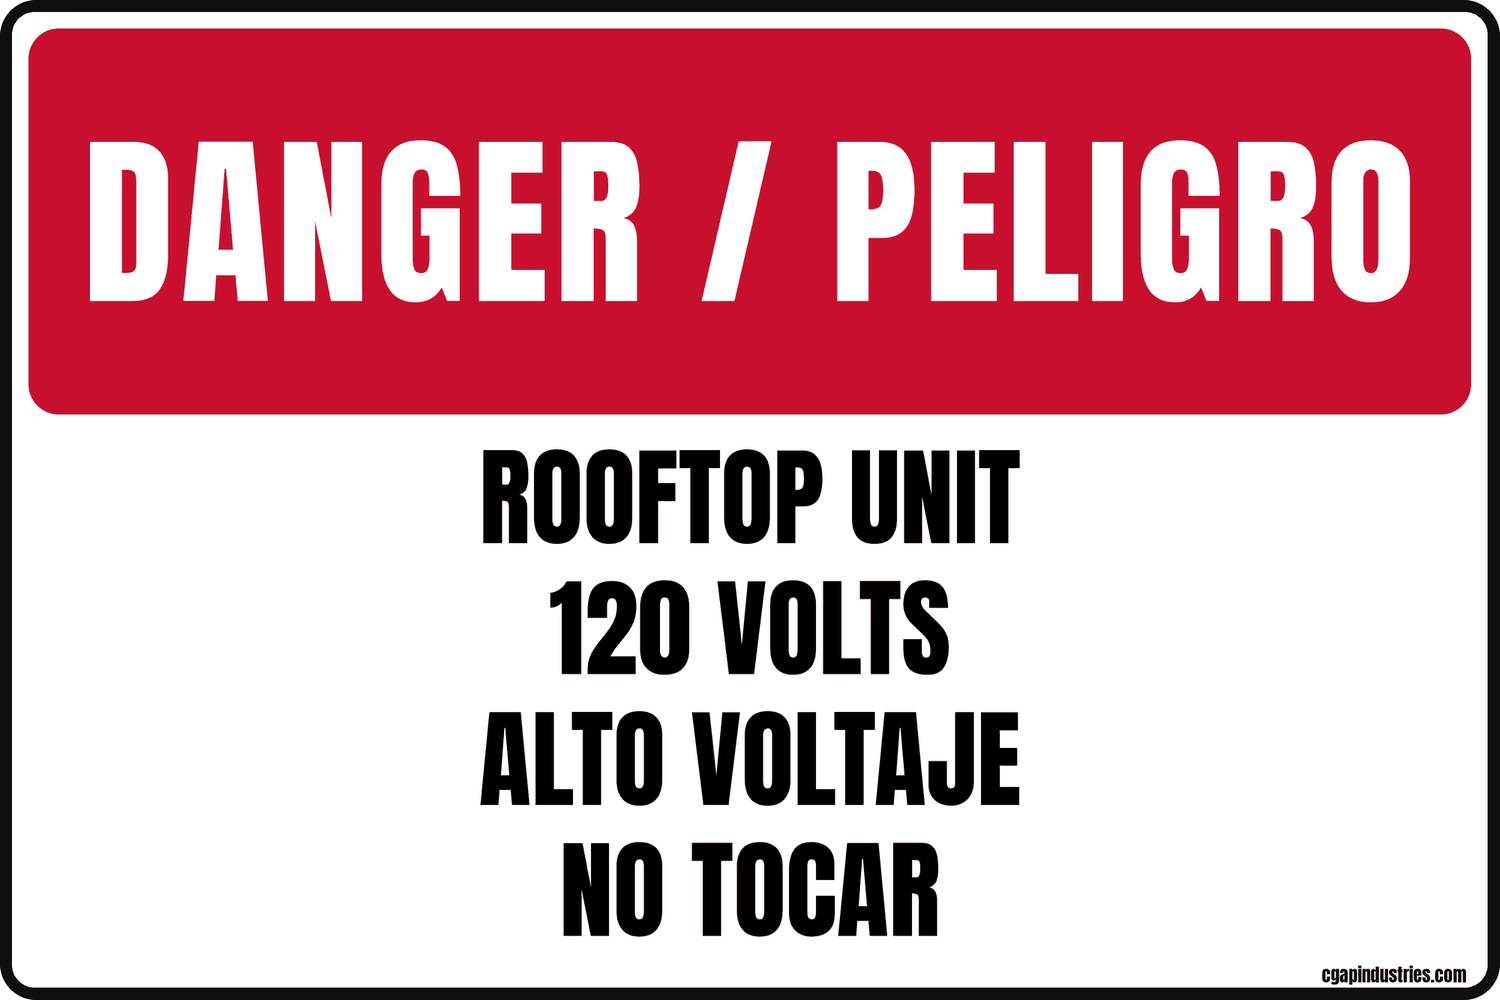 DANGER / PELIGRO
ROOFTOP UNIT
120 VOLTS
ALTO VOLTAJE
NO TOCAR
cgapindustries.com